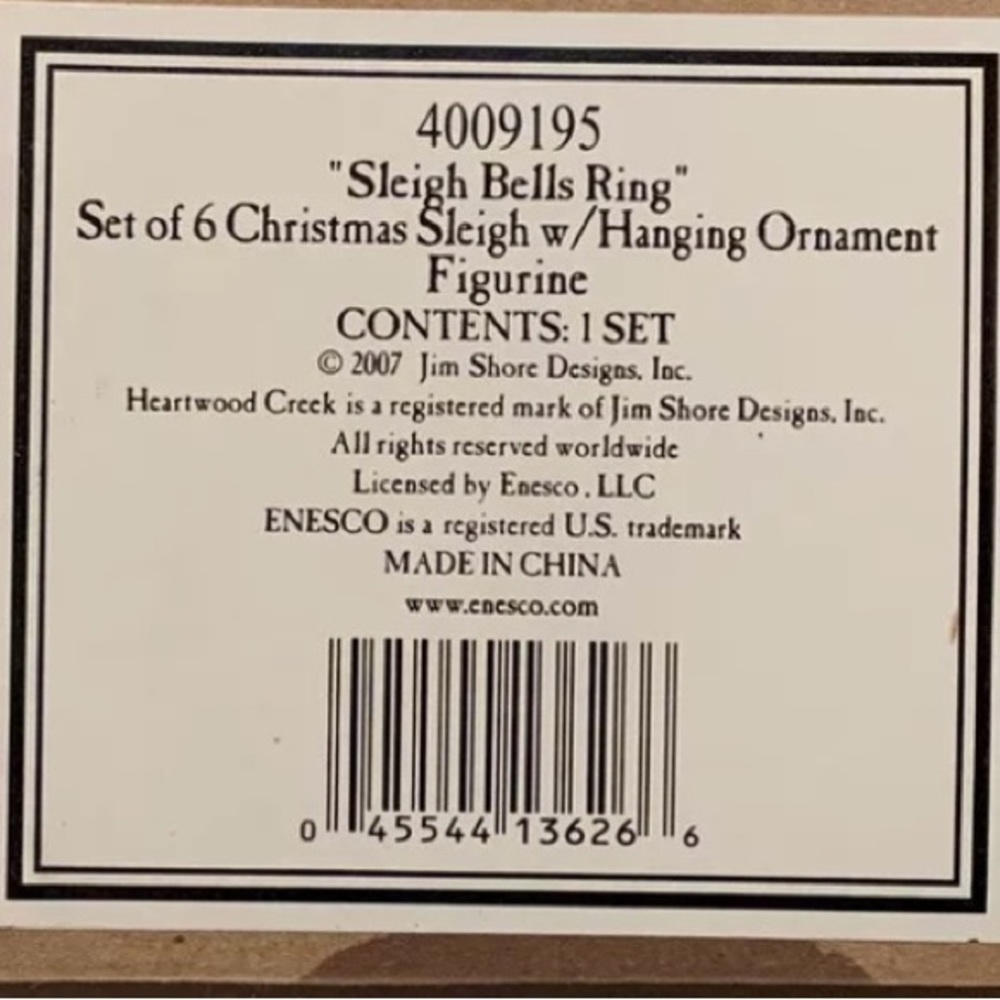 4009195
"Sleigh Bells Ring"
Set of 6 Christmas Sleigh w/Hanging Ornament
Figurine
CONTENTS: 1 SET
© 2007 Jim Shore Designs, Inc.
Heartwood Creek is a registered mark of Jim Shore Designs, Inc.
All rights reserved worldwide
Licensed by Enesco, LLC
ENESCO is a registered U.S. trademark
MADE IN CHINA
www.enesco.com
0 45544 13626 6